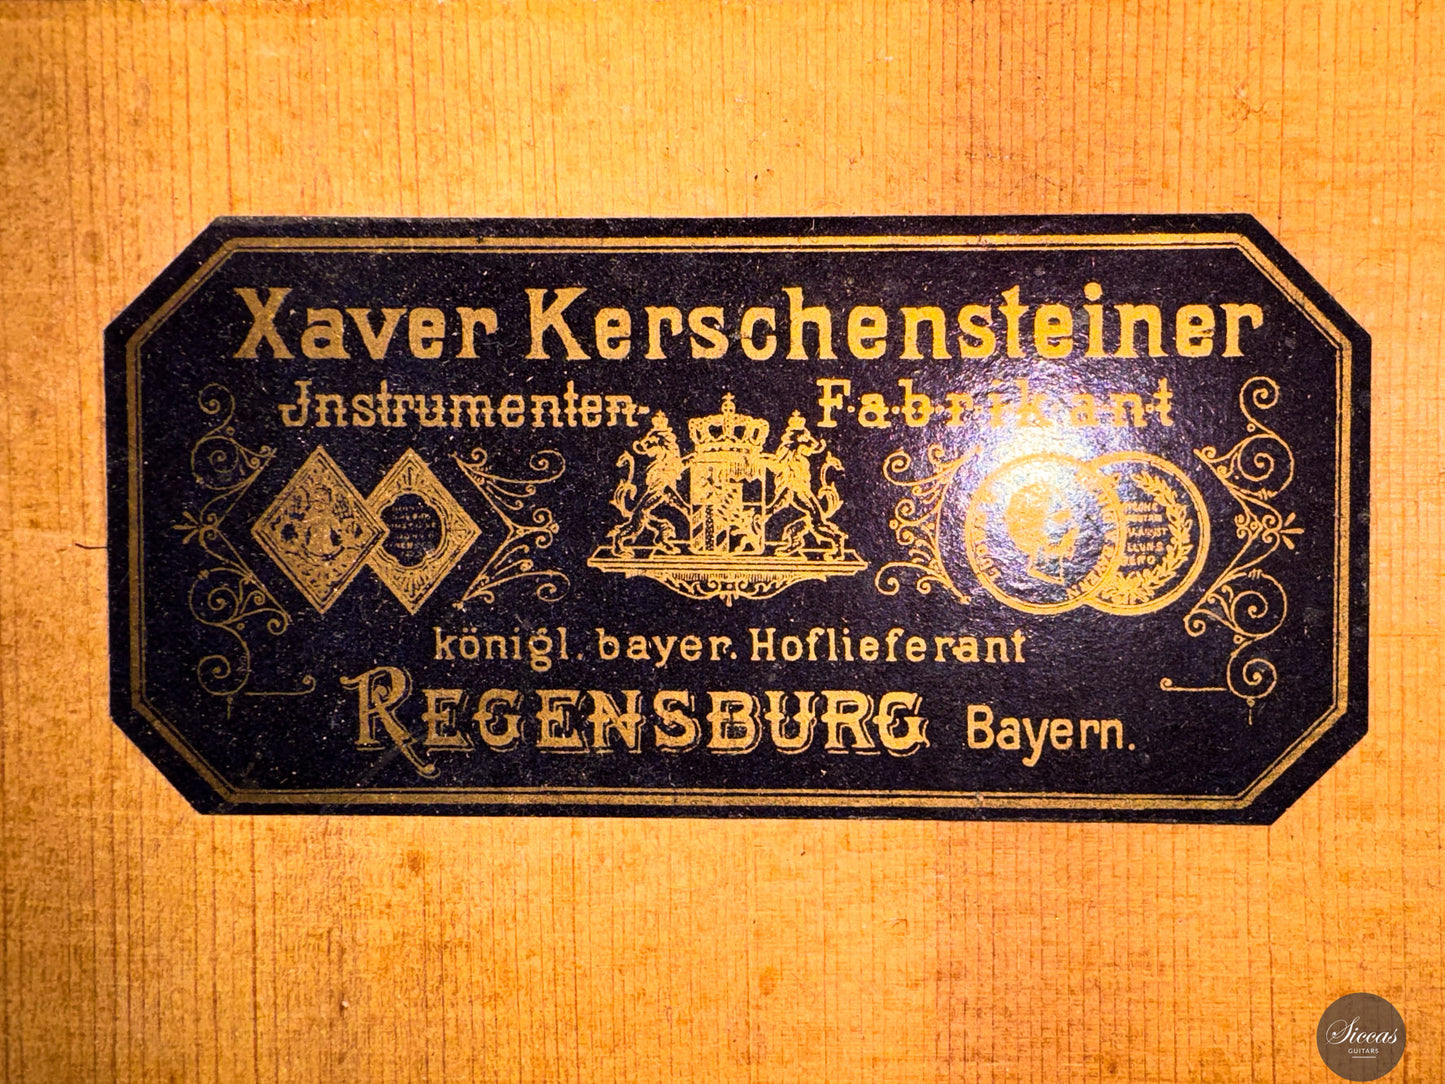 Xaver Kerschensteiner
Instrumenten-Fabrikant
königl. bayer. Hoflieferant
REGENSBURG Bayern.
Siccas
GUITARS